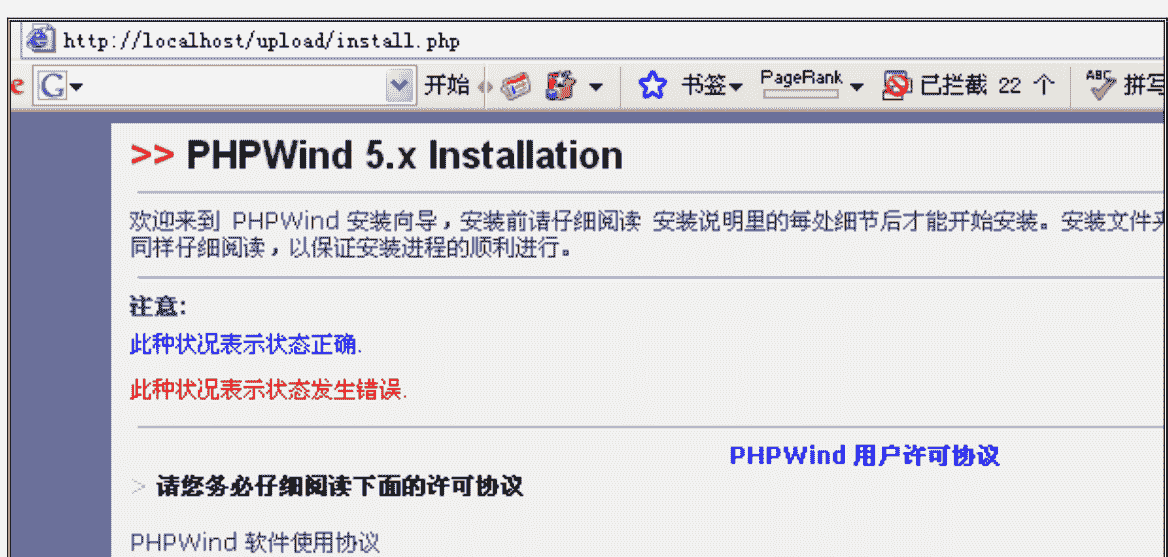 http://localhost/upload/install.php
G 开始 书签 PageRank 已拦截 22 个 ABC 拼写
>> PHPWind 5.x Installation
欢迎来到 PHPWind 安装向导，安装前请仔细阅读 安装说明里的每处细节后才能开始安装。安装文件夹
同样仔细阅读，以保证安装进程的顺利进行。
注意:
此种状况表示状态正确.
此种状况表示状态发生错误.
PHPWind 用户许可协议
> 请您务必仔细阅读下面的许可协议
PHPWind 软件使用协议